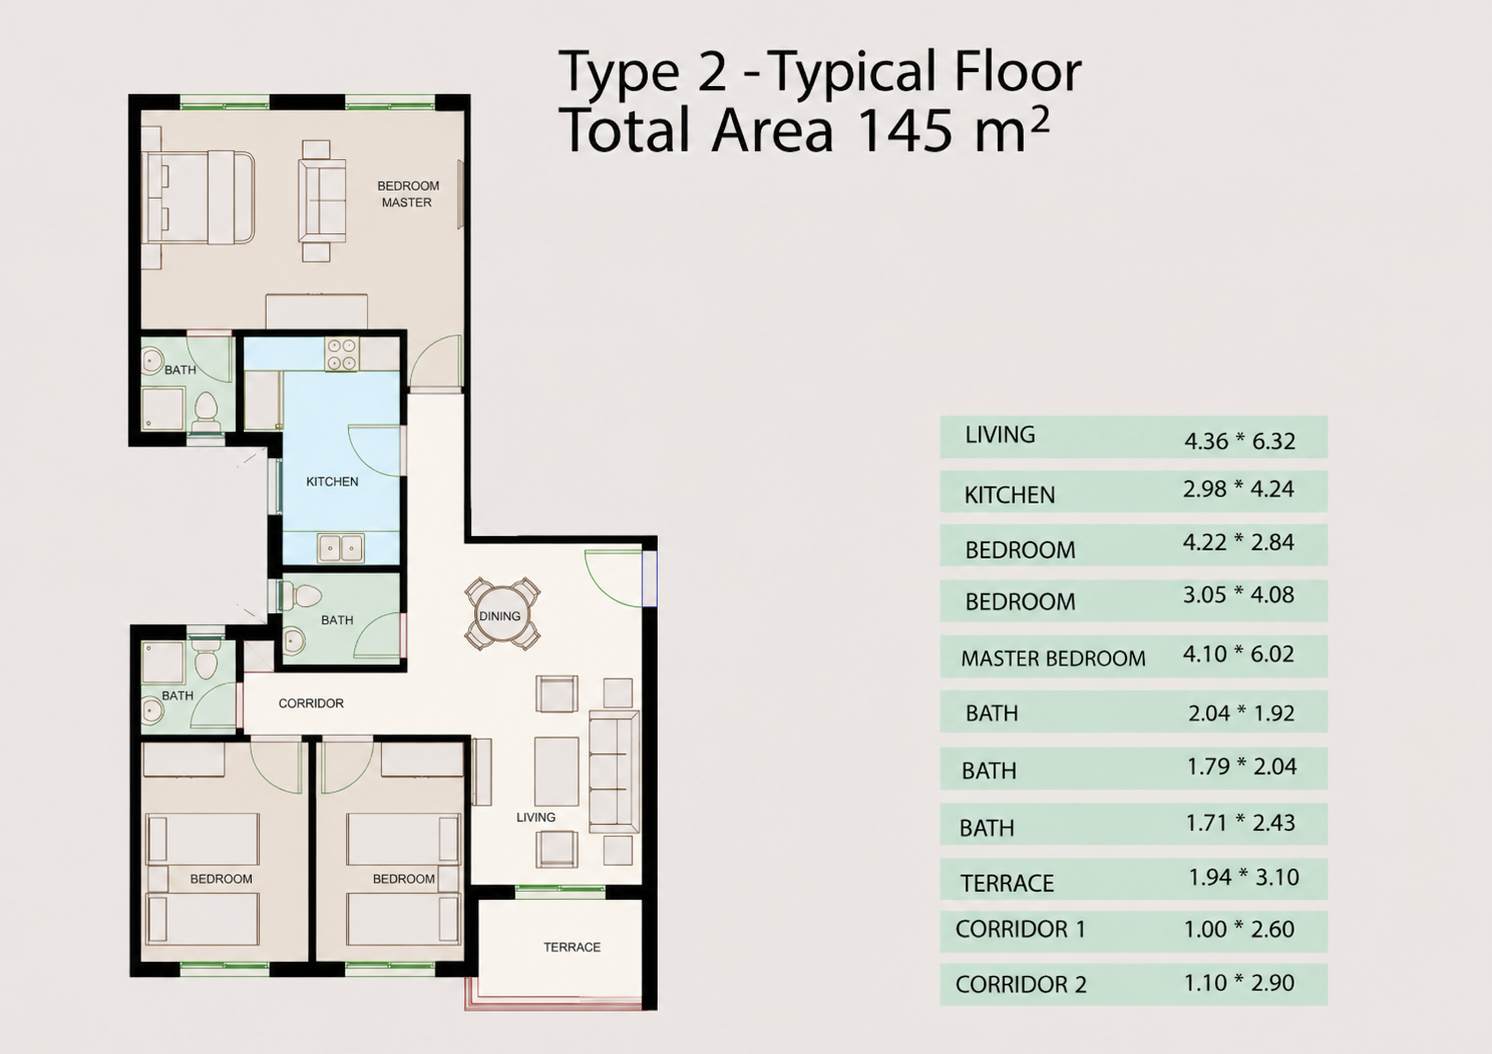 Type 2 - Typical Floor
Total Area 145 m²
BEDROOM
MASTER
BATH
KITCHEN
BATH
DINING
BATH
CORRIDOR
LIVING
BEDROOM
BEDROOM
TERRACE
LIVING 4.36 * 6.32
KITCHEN 2.98 * 4.24
BEDROOM 4.22 * 2.84
BEDROOM 3.05 * 4.08
MASTER BEDROOM 4.10 * 6.02
BATH 2.04 * 1.92
BATH 1.79 * 2.04
BATH 1.71 * 2.43
TERRACE 1.94 * 3.10
CORRIDOR 1 1.00 * 2.60
CORRIDOR 2 1.10 * 2.90